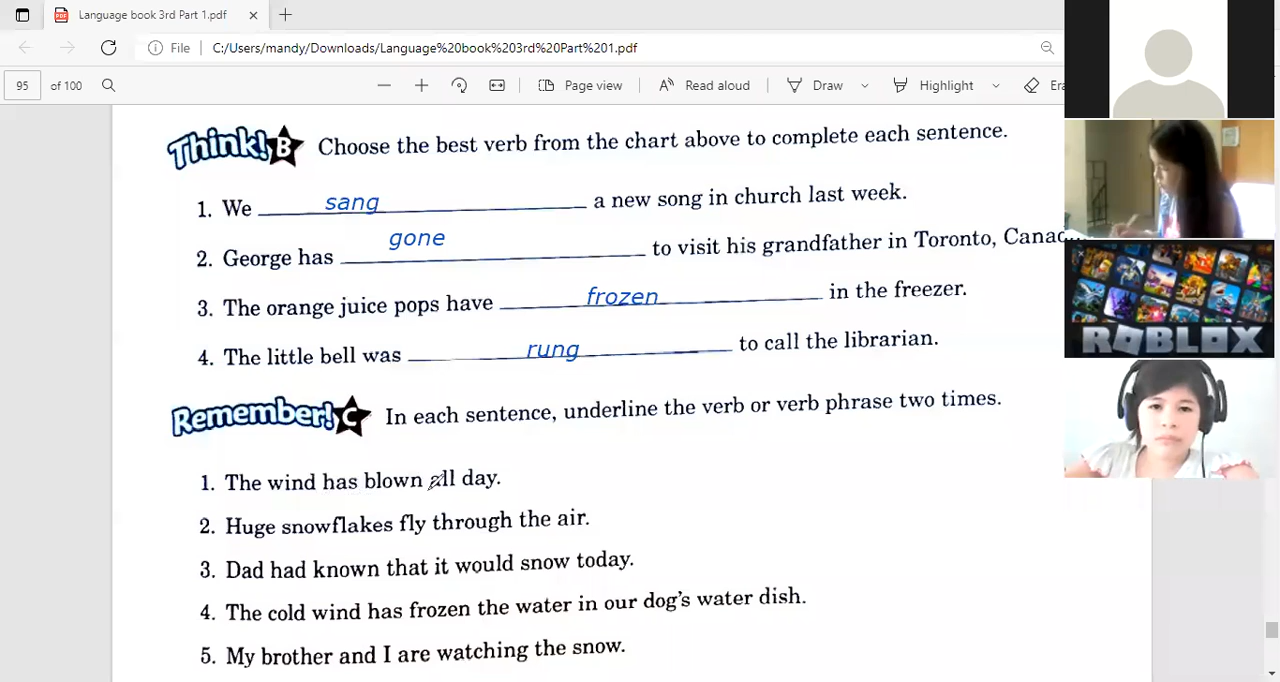 Language book 3rd Part 1.pdf
File C:/Users/mandy/Downloads/Language%20book%203rd%20Part%201.pdf
95 of 100 Page view Read aloud Draw Highlight Era
Think! B Choose the best verb from the chart above to complete each sentence.
1. We sang a new song in church last week.
2. George has gone to visit his grandfather in Toronto, Canad
3. The orange juice pops have frozen in the freezer.
4. The little bell was rung to call the librarian.
Remember! C In each sentence, underline the verb or verb phrase two times.
1. The wind has blown all day.
2. Huge snowflakes fly through the air.
3. Dad had known that it would snow today.
4. The cold wind has frozen the water in our dog's water dish.
5. My brother and I are watching the snow.
ROBLOX